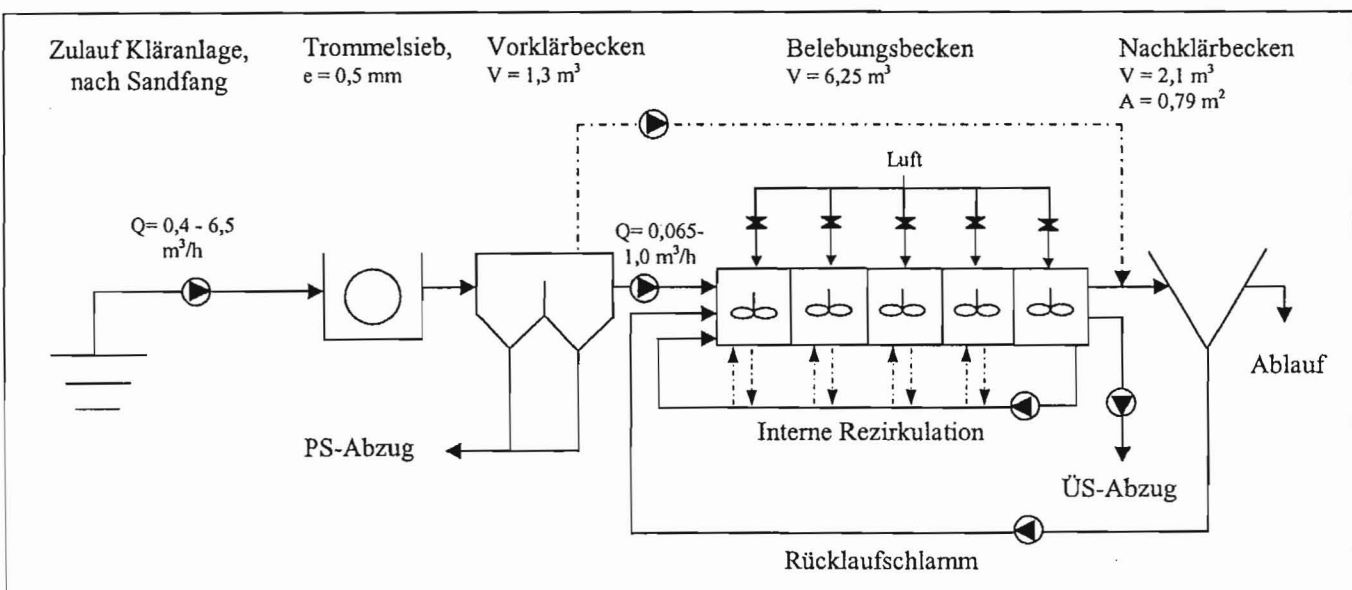 Zulauf Kläranlage,
nach Sandfang
Trommelsieb,
e = 0,5 mm
Vorklärbecken
V = 1,3 m³
Belebungsbecken
V = 6,25 m³
Nachklärbecken
V = 2,1 m³
A = 0,79 m²
Luft
Q= 0,4 - 6,5
m³/h
Q= 0,065-
1,0 m³/h
Ablauf
Interne Rezirkulation
PS-Abzug
ÜS-Abzug
Rücklaufschlamm